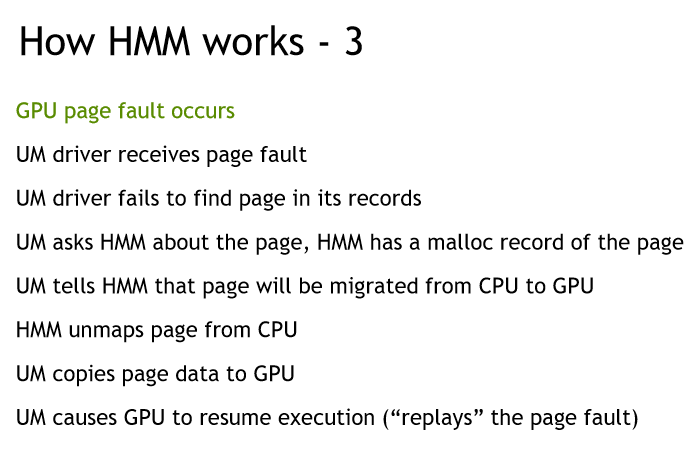 How HMM works - 3
GPU page fault occurs
UM driver receives page fault
UM driver fails to find page in its records
UM asks HMM about the page, HMM has a malloc record of the page
UM tells HMM that page will be migrated from CPU to GPU
HMM unmaps page from CPU
UM copies page data to GPU
UM causes GPU to resume execution (“replays” the page fault)